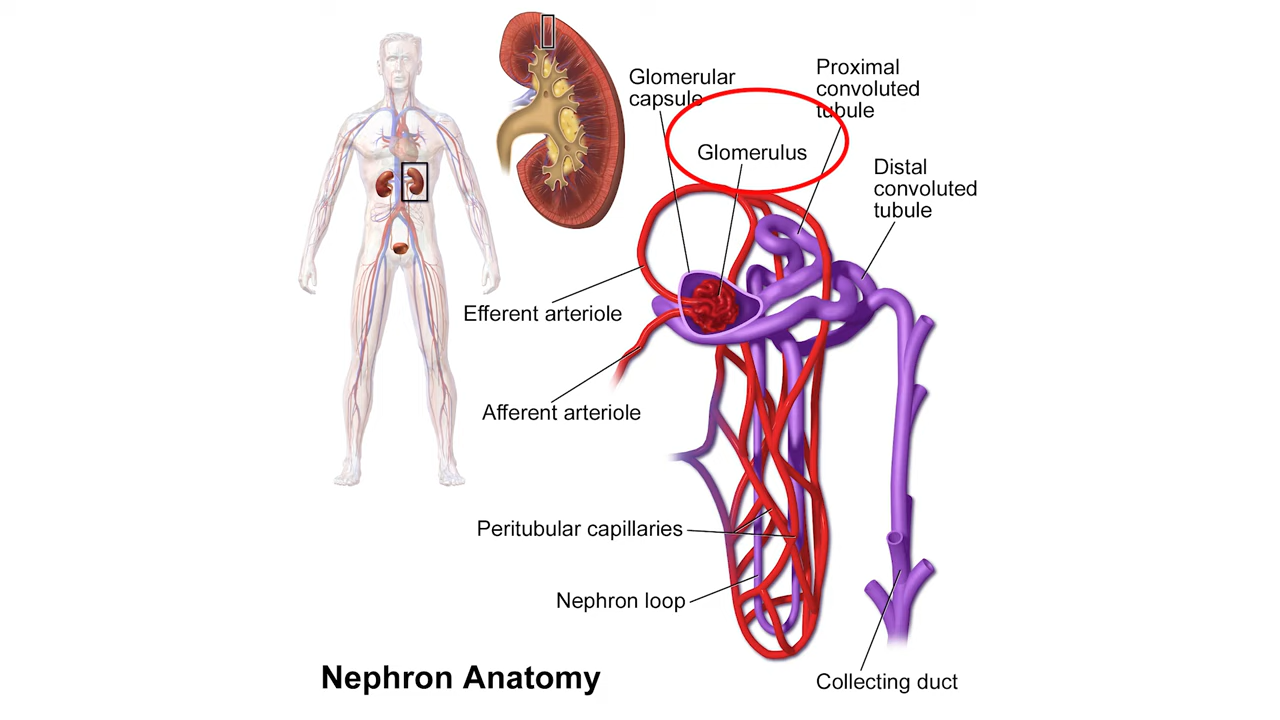 Glomerular
capsule
Proximal
convoluted
tubule
Glomerulus
Distal
convoluted
tubule
Efferent arteriole
Afferent arteriole
Peritubular capillaries
Nephron loop
Nephron Anatomy
Collecting duct